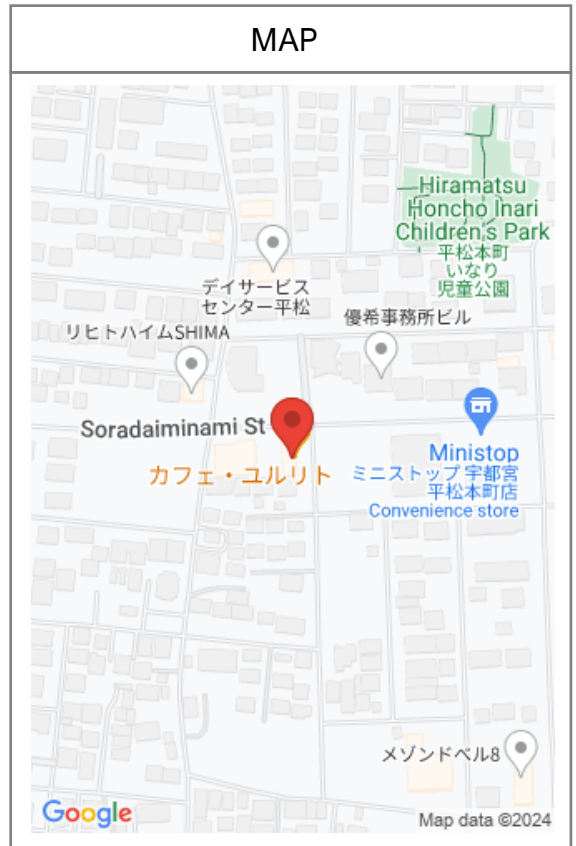 MAP
Hiramatsu
Honcho Inari
Children's Park
平松本町
いなり
児童公園
デイサービス
センター平松
優希事務所ビル
リヒトハイムSHIMA
Soradaiminami St
カフェ・ユルリト
Ministop
ミニストップ 宇都宮
平松本町店
Convenience store
メゾンドベル8
Google
Map data ©2024